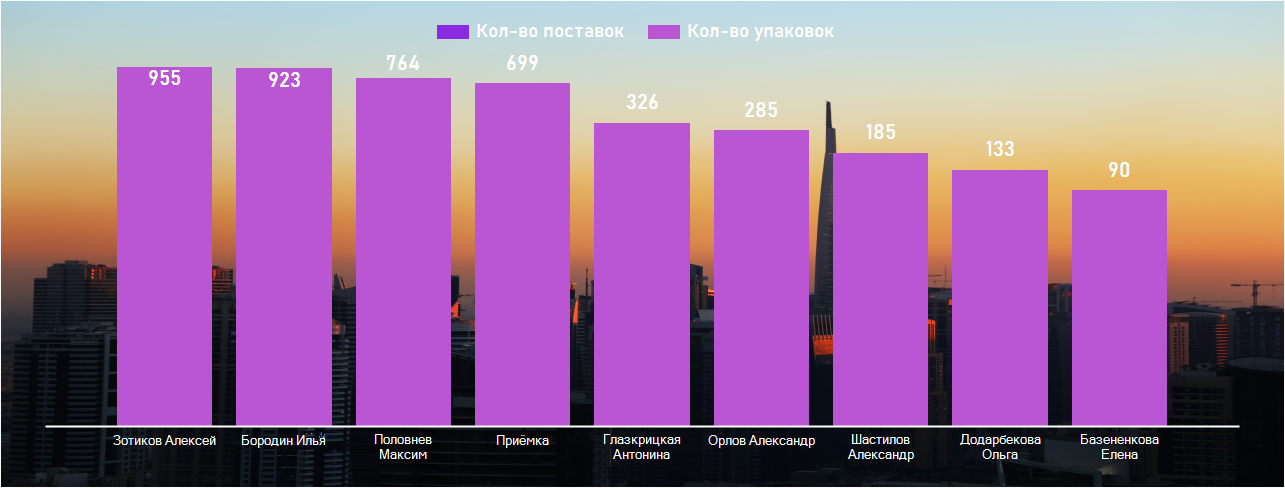 Кол-во поставок Кол-во упаковок
955 923 764 699 326 285 185 133 90
Зотиков Алексей Бородин Илья Половнев Приёмка Глазкрицкая Орлов Александр Шастилов Додарбекова Базененкова
Максим Антонина Александр Ольга Елена